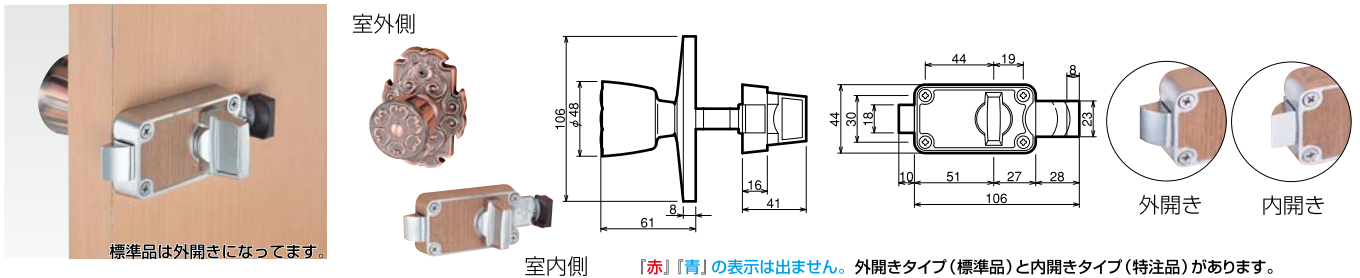 標準品は外開きになってます。
室外側
室内側
106
φ48
8
61
16
41
44
19
8
44
30
18
23
10
51
27
28
106
外開き
内開き
『赤』『青』の表示は出ません。外開きタイプ(標準品)と内開きタイプ(特注品)があります。